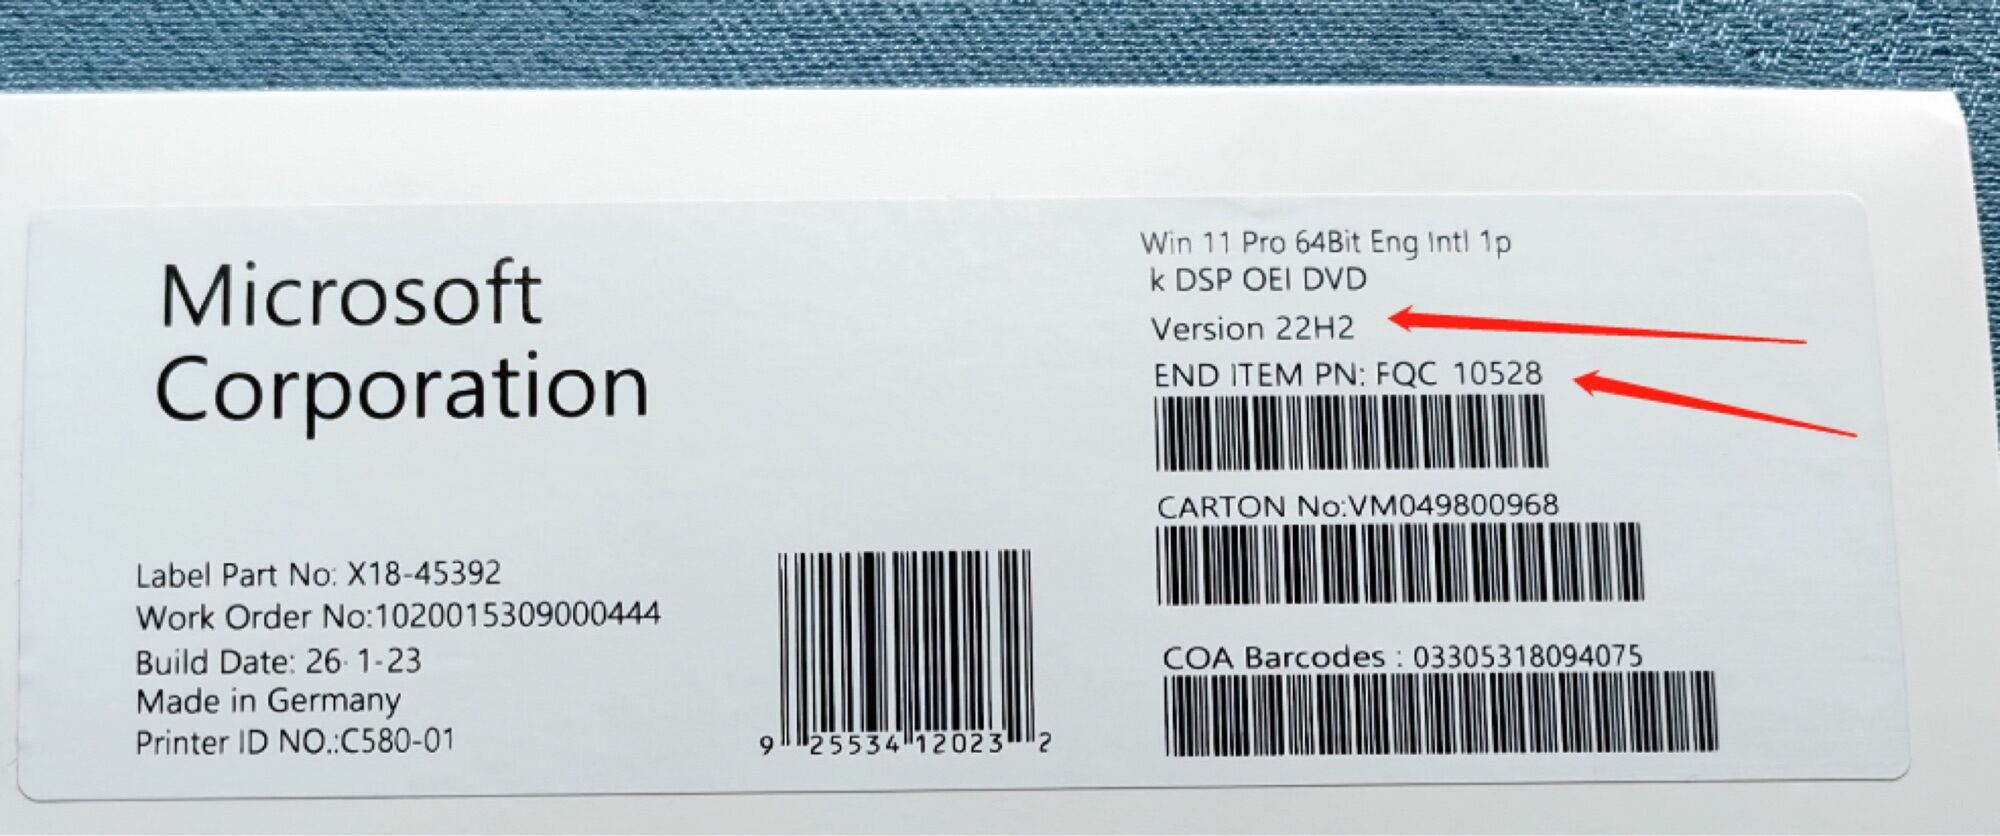 Microsoft
Corporation
Label Part No: X18-45392
Work Order No:1020015309000444
Build Date: 26-1-23
Made in Germany
Printer ID NO.:C580-01
9 25534 12023 2
Win 11 Pro 64Bit Eng Intl 1p
k DSP OEI DVD
Version 22H2
END ITEM PN: FQC 10528
CARTON No:VM049800968
COA Barcodes : 03305318094075